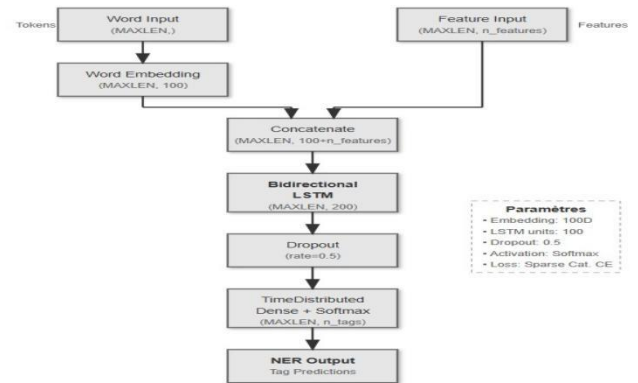 Tokens
Word Input
(MAXLEN,)
Feature Input
(MAXLEN, n_features)
Features
Word Embedding
(MAXLEN, 100)
Concatenate
(MAXLEN, 100+n_features)
Bidirectional
LSTM
(MAXLEN, 200)
Dropout
(rate=0.5)
TimeDistributed
Dense + Softmax
(MAXLEN, n_tags)
NER Output
Tag Predictions
Paramètres
• Embedding: 100D
• LSTM units: 100
• Dropout: 0.5
• Activation: Softmax
• Loss: Sparse Cat. CE